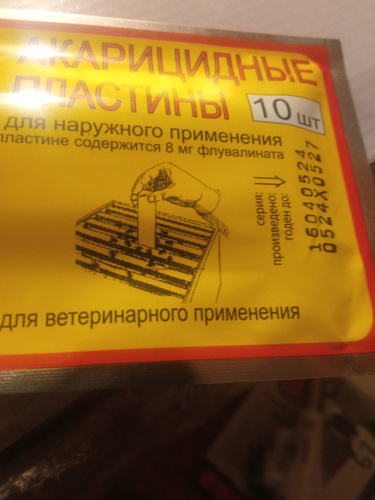 АКАРИЦИДНЫЕ
ПЛАСТИНЫ
10 шт
для наружного применения
пластине содержится 8 мг флувалината
серия:
произведено:
годен до:
16040524
0524X0527
для ветеринарного применения